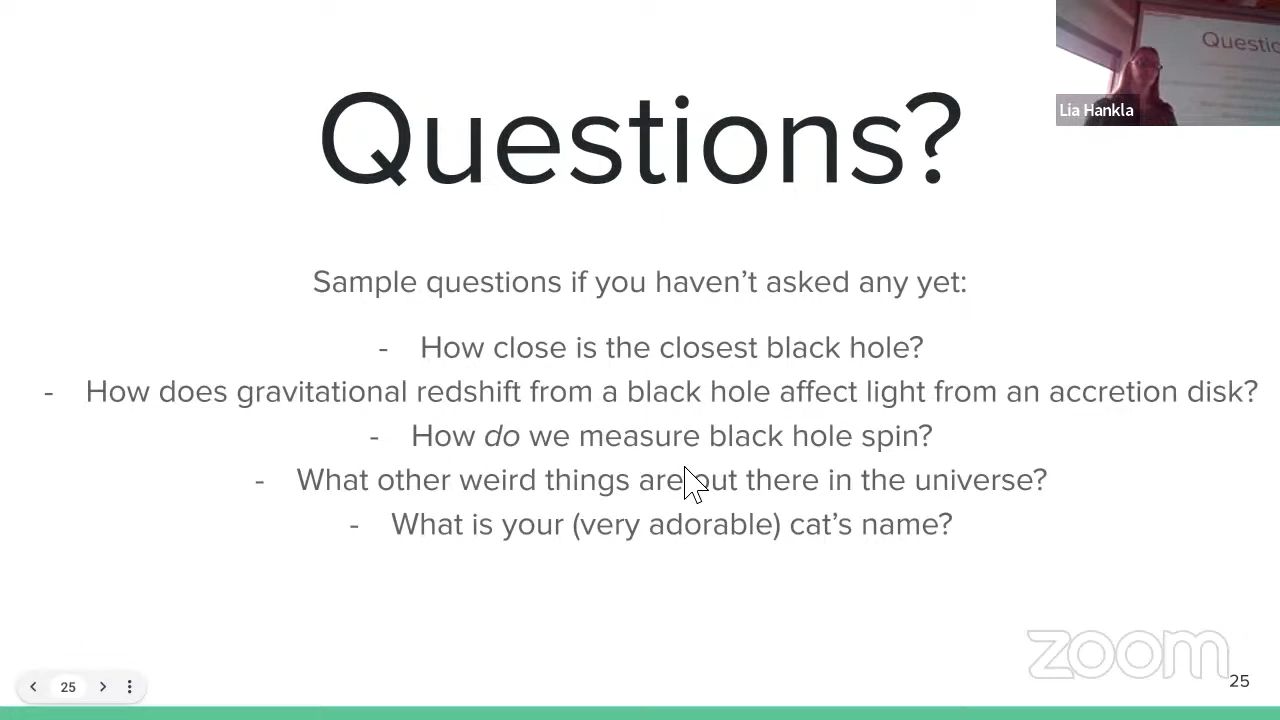 Questions?
Questio
Lia Hankla
Sample questions if you haven’t asked any yet:
- How close is the closest black hole?
- How does gravitational redshift from a black hole affect light from an accretion disk?
- How do we measure black hole spin?
- What other weird things are out there in the universe?
- What is your (very adorable) cat’s name?
zoom
25
25